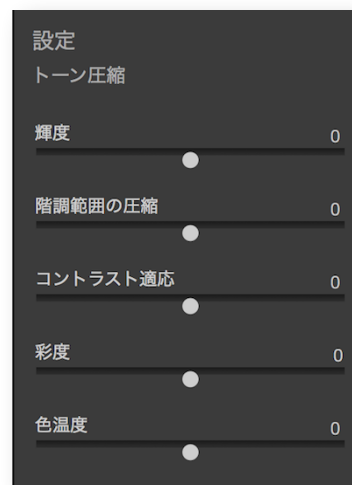 設定
トーン圧縮
輝度 0
階調範囲の圧縮 0
コントラスト適応 0
彩度 0
色温度 0